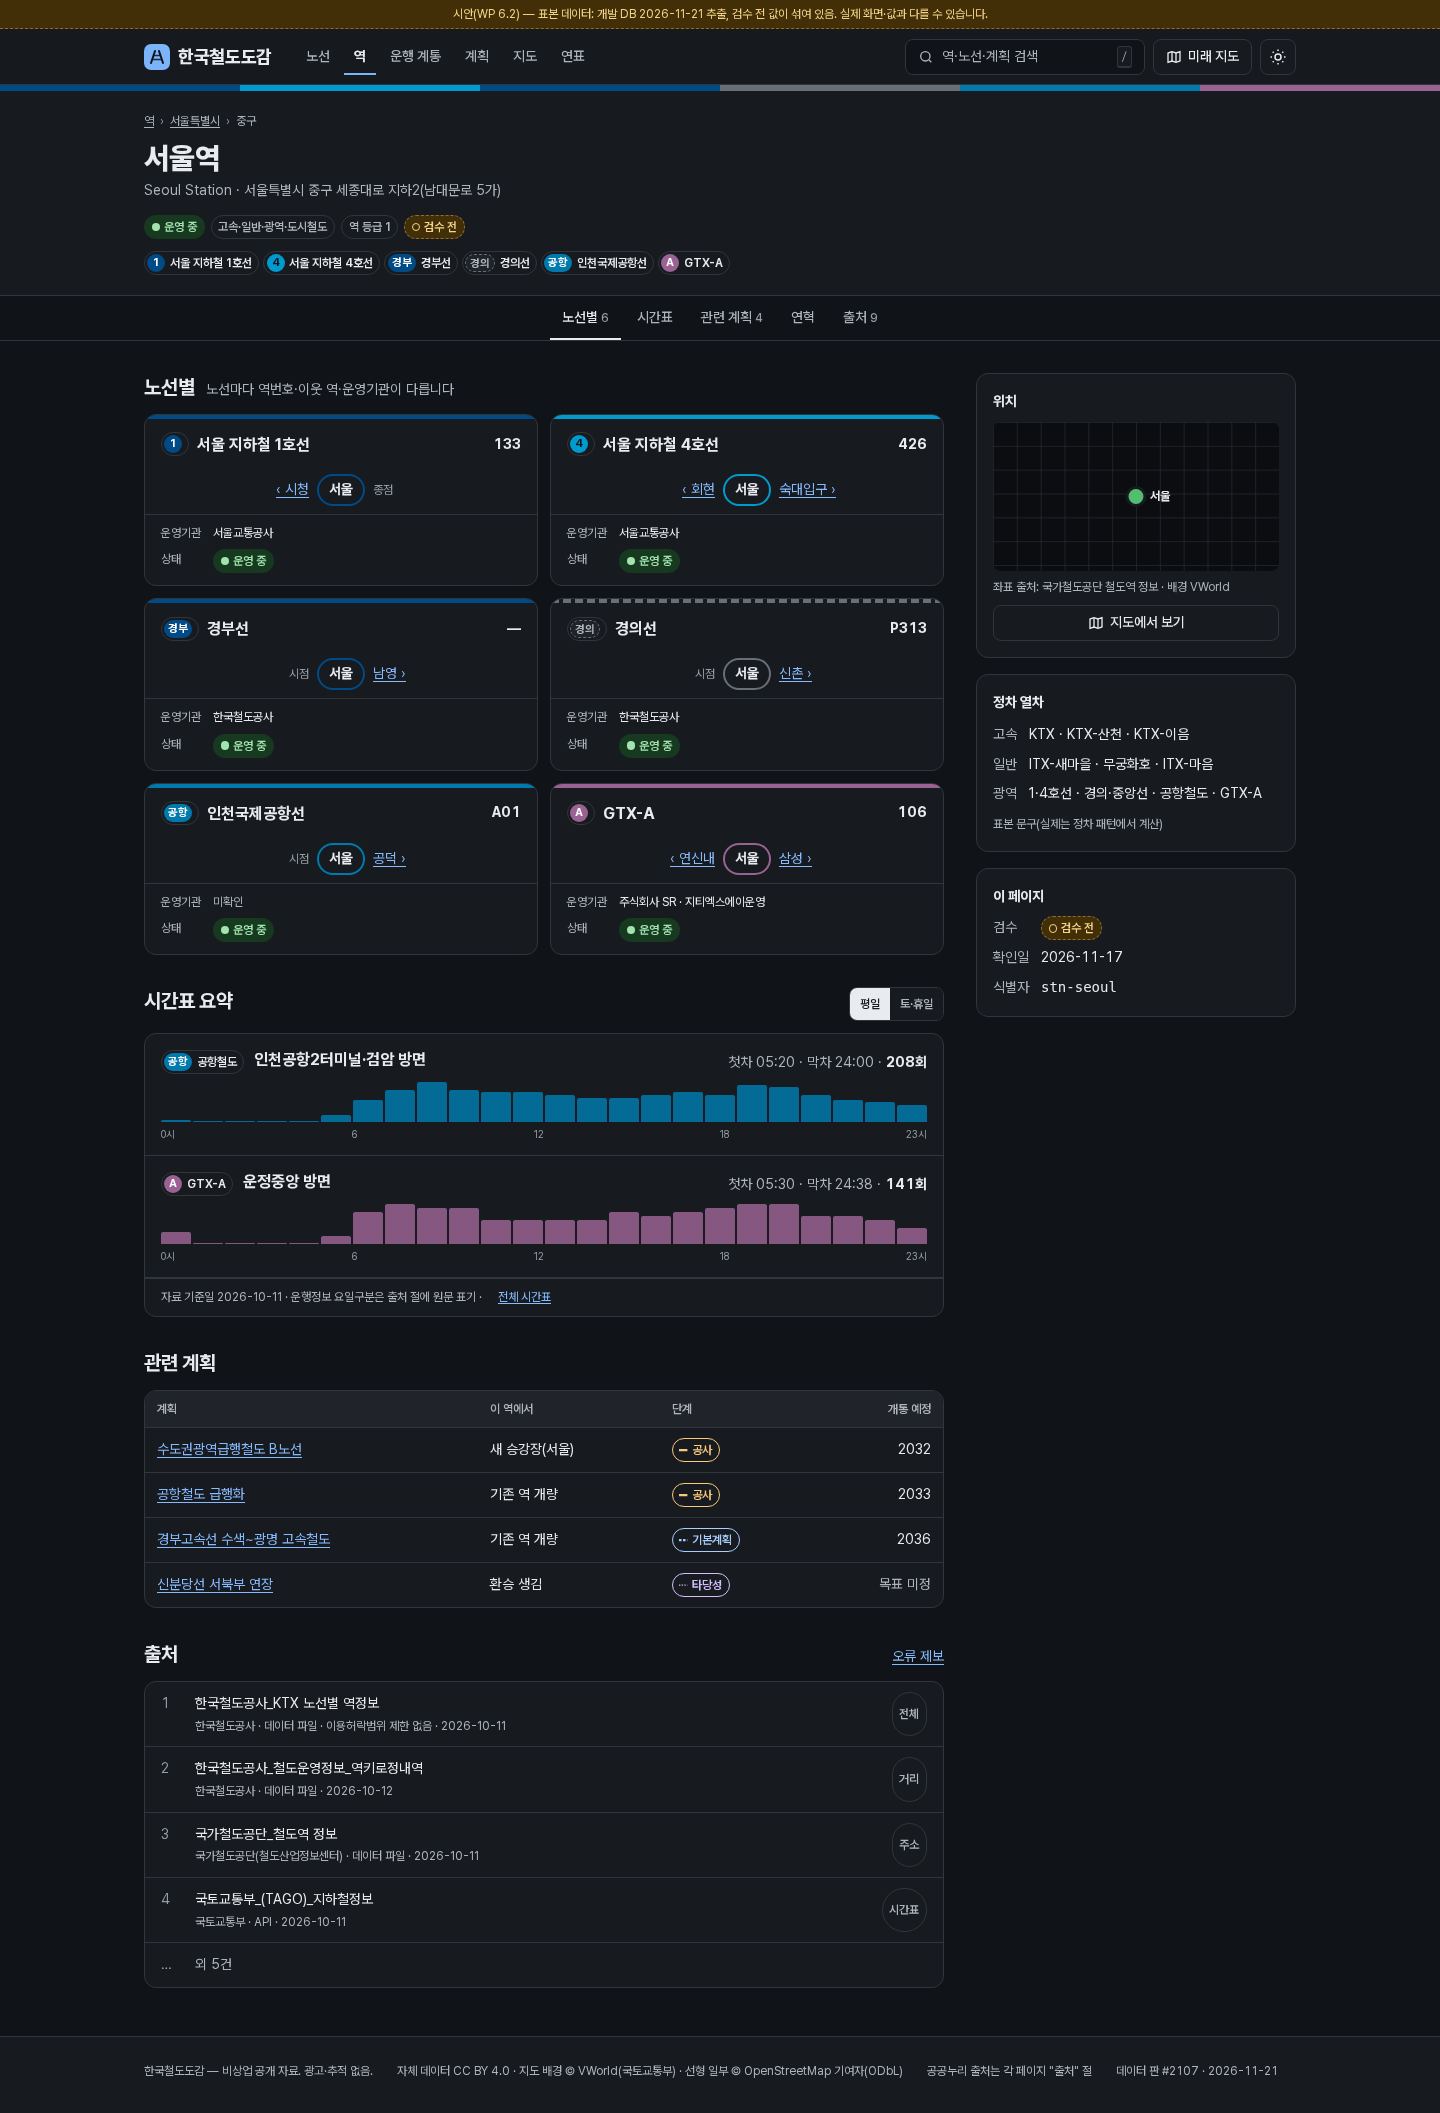 시안(WP 6.2) — 표본 데이터: 개발 DB 2026-11-21 추출, 검수 전 값이 섞여 있음. 실제 화면·값과 다를 수 있습니다.
한국철도도감 노선 역 운행 계통 계획 지도 연표 역·노선·계획 검색 / 미래 지도
역 › 서울특별시 › 중구
서울역
Seoul Station · 서울특별시 중구 세종대로 지하2(남대문로 5가)
운영 중 고속·일반·광역·도시철도 역 등급 1 검수 전
1 서울 지하철 1호선 4 서울 지하철 4호선 경부 경부선 경의 경의선 공항 인천국제공항선 A GTX-A
노선별 6 시간표 관련 계획 4 연혁 출처 9
노선별 노선마다 역번호·이웃 역·운영기관이 다릅니다
1 서울 지하철 1호선 133
‹ 시청 서울 종점
운영기관 서울교통공사
상태 운영 중
4 서울 지하철 4호선 426
‹ 회현 서울 숙대입구 ›
운영기관 서울교통공사
상태 운영 중
경부 경부선 —
시점 서울 남영 ›
운영기관 한국철도공사
상태 운영 중
경의 경의선 P313
시점 서울 신촌 ›
운영기관 한국철도공사
상태 운영 중
공항 인천국제공항선 A01
시점 서울 공덕 ›
운영기관 미확인
상태 운영 중
A GTX-A 106
‹ 연신내 서울 삼성 ›
운영기관 주식회사 SR · 지티엑스에이운영
상태 운영 중
위치
서울
좌표 출처: 국가철도공단 철도역 정보 · 배경 VWorld
지도에서 보기
정차 열차
고속 KTX · KTX-산천 · KTX-이음
일반 ITX-새마을 · 무궁화호 · ITX-마음
광역 1·4호선 · 경의·중앙선 · 공항철도 · GTX-A
표본 문구(실제는 정차 패턴에서 계산)
이 페이지
검수 검수 전
확인일 2026-11-17
식별자 stn-seoul
시간표 요약 평일 토·휴일
공항 공항철도 인천공항2터미널·검암 방면 첫차 05:20 · 막차 24:00 · 208회
0시 6 12 18 23시
A GTX-A 운정중앙 방면 첫차 05:30 · 막차 24:38 · 141회
0시 6 12 18 23시
자료 기준일 2026-10-11 · 운행정보 요일구분은 출처 절에 원문 표기 · 전체 시간표
관련 계획
계획 이 역에서 단계 개통 예정
수도권광역급행철도 B노선 새 승강장(서울) 공사 2032
공항철도 급행화 기존 역 개량 공사 2033
경부고속선 수색~광명 고속철도 기존 역 개량 기본계획 2036
신분당선 서북부 연장 환승 생김 타당성 목표 미정
출처 오류 제보
1 한국철도공사_KTX 노선별 역정보 전체
한국철도공사 · 데이터 파일 · 이용허락범위 제한 없음 · 2026-10-11
2 한국철도공사_철도운영정보_역키로정내역 거리
한국철도공사 · 데이터 파일 · 2026-10-12
3 국가철도공단_철도역 정보 주소
국가철도공단(철도산업정보센터) · 데이터 파일 · 2026-10-11
4 국토교통부_(TAGO)_지하철정보 시간표
국토교통부 · API · 2026-10-11
… 외 5건
한국철도도감 — 비상업 공개 자료. 광고·추적 없음. 자체 데이터 CC BY 4.0 · 지도 배경 © VWorld(국토교통부) · 선형 일부 © OpenStreetMap 기여자(ODbL) 공공누리 출처는 각 페이지 "출처" 절 데이터 판 #2107 · 2026-11-21